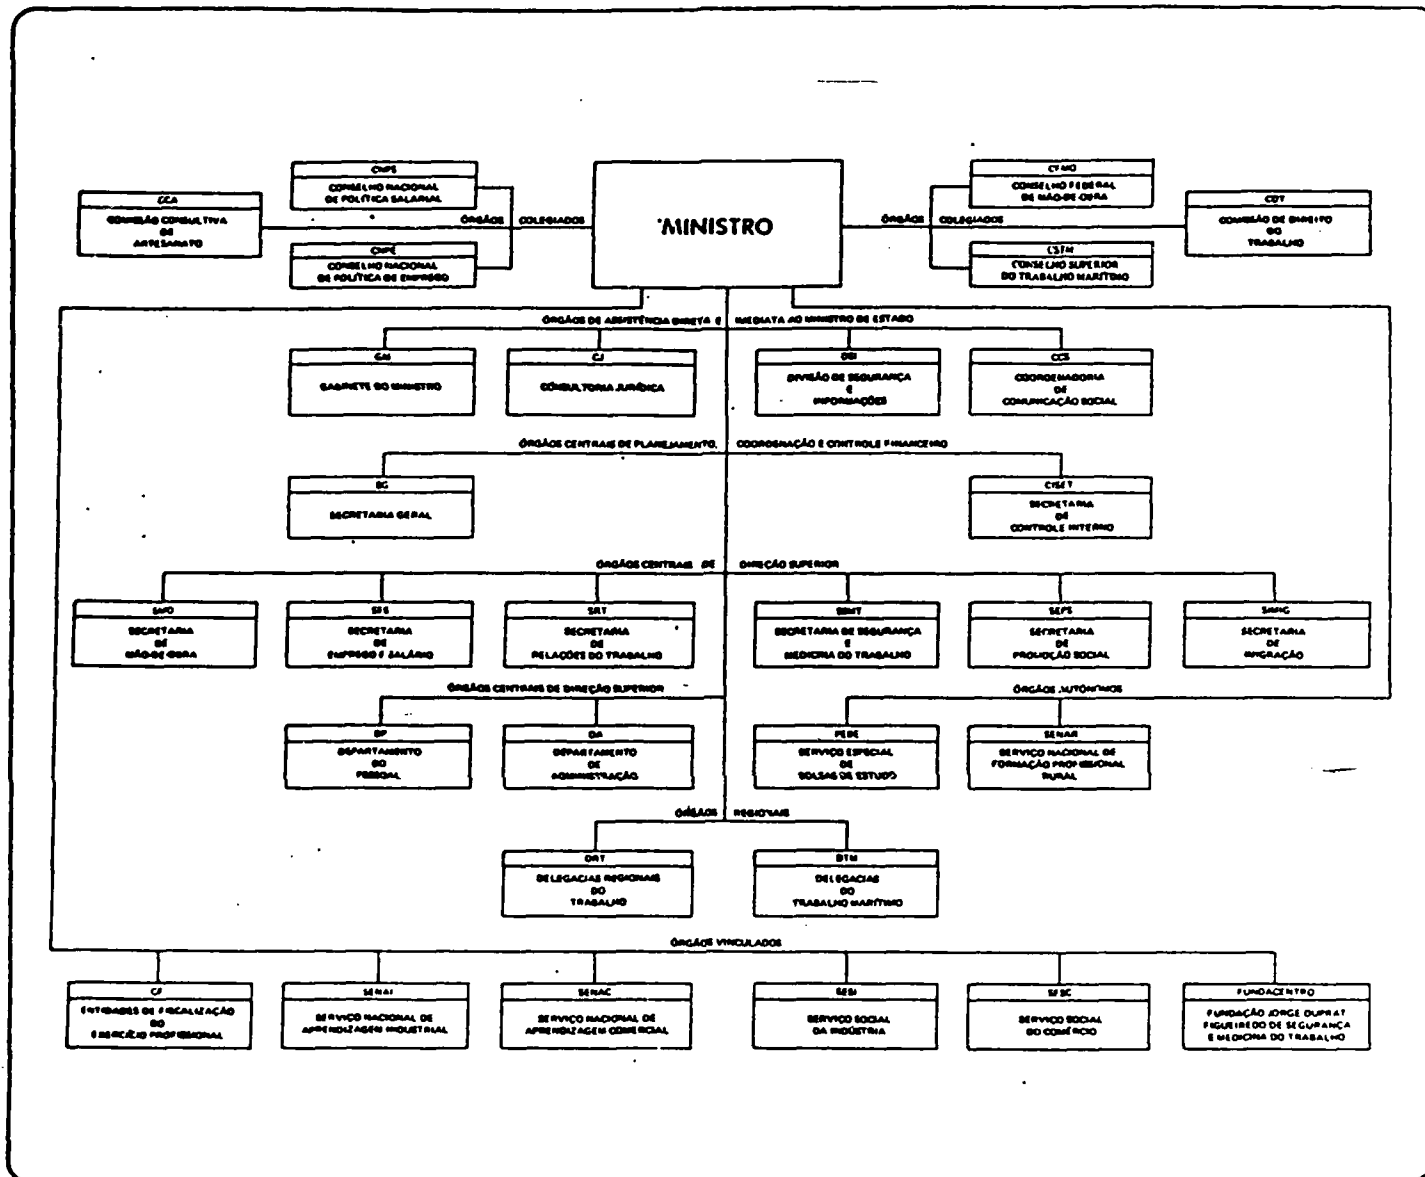 CNPS
CONSELHO NACIONAL
DE POLÍTICA SALARIAL
CCA
COMISSÃO CONSULTIVA
DE
ARTESANATO
CNPE
CONSELHO NACIONAL
DE POLÍTICA DE EMPREGO
ÓRGÃOS COLEGIADOS
MINISTRO
ÓRGÃOS COLEGIADOS
CFMO
CONSELHO FEDERAL
DE MÃO-DE-OBRA
CSTM
CONSELHO SUPERIOR
DO TRABALHO MARÍTIMO
CDT
COMISSÃO DE DIREITO
DO
TRABALHO
ÓRGÃOS DE ASSISTÊNCIA DIRETA E IMEDIATA AO MINISTRO DE ESTADO
GM
GABINETE DO MINISTRO
CJ
CONSULTORIA JURÍDICA
DSI
DIVISÃO DE SEGURANÇA
E
INFORMAÇÕES
CCS
COORDENADORIA
DE
COMUNICAÇÃO SOCIAL
ÓRGÃOS CENTRAIS DE PLANEJAMENTO, COORDENAÇÃO E CONTROLE FINANCEIRO
SG
SECRETARIA GERAL
CISET
SECRETARIA
DE
CONTROLE INTERNO
ÓRGÃOS CENTRAIS DE DIREÇÃO SUPERIOR
SMO
SECRETARIA
DE
MÃO-DE-OBRA
SES
SECRETARIA
DE
EMPREGO E SALÁRIO
SRT
SECRETARIA
DE
RELAÇÕES DO TRABALHO
SSMT
SECRETARIA DE SEGURANÇA
E
MEDICINA DO TRABALHO
SEPS
SECRETARIA
DE
PROMOÇÃO SOCIAL
SMIG
SECRETARIA
DE
IMIGRAÇÃO
ÓRGÃOS CENTRAIS DE DIREÇÃO SUPERIOR
ÓRGÃOS AUTÔNOMOS
DP
DEPARTAMENTO
DO
PESSOAL
DA
DEPARTAMENTO
DE
ADMINISTRAÇÃO
PEBE
SERVIÇO ESPECIAL
DE
BOLSAS DE ESTUDO
SENAR
SERVIÇO NACIONAL DE
FORMAÇÃO PROFISSIONAL
RURAL
ÓRGÃOS REGIONAIS
DRT
DELEGACIAS REGIONAIS
DO
TRABALHO
DTM
DELEGACIAS
DO
TRABALHO MARÍTIMO
ÓRGÃOS VINCULADOS
CF
ENTIDADES DE FISCALIZAÇÃO
DO
EXERCÍCIO PROFISSIONAL
SENAI
SERVIÇO NACIONAL DE
APRENDIZAGEM INDUSTRIAL
SENAC
SERVIÇO NACIONAL DE
APRENDIZAGEM COMERCIAL
SESI
SERVIÇO SOCIAL
DA INDÚSTRIA
SESC
SERVIÇO SOCIAL
DO COMÉRCIO
FUNDACENTRO
FUNDAÇÃO JORGE DUPRAT
FIGUEIREDO DE SEGURANÇA
E MEDICINA DO TRABALHO